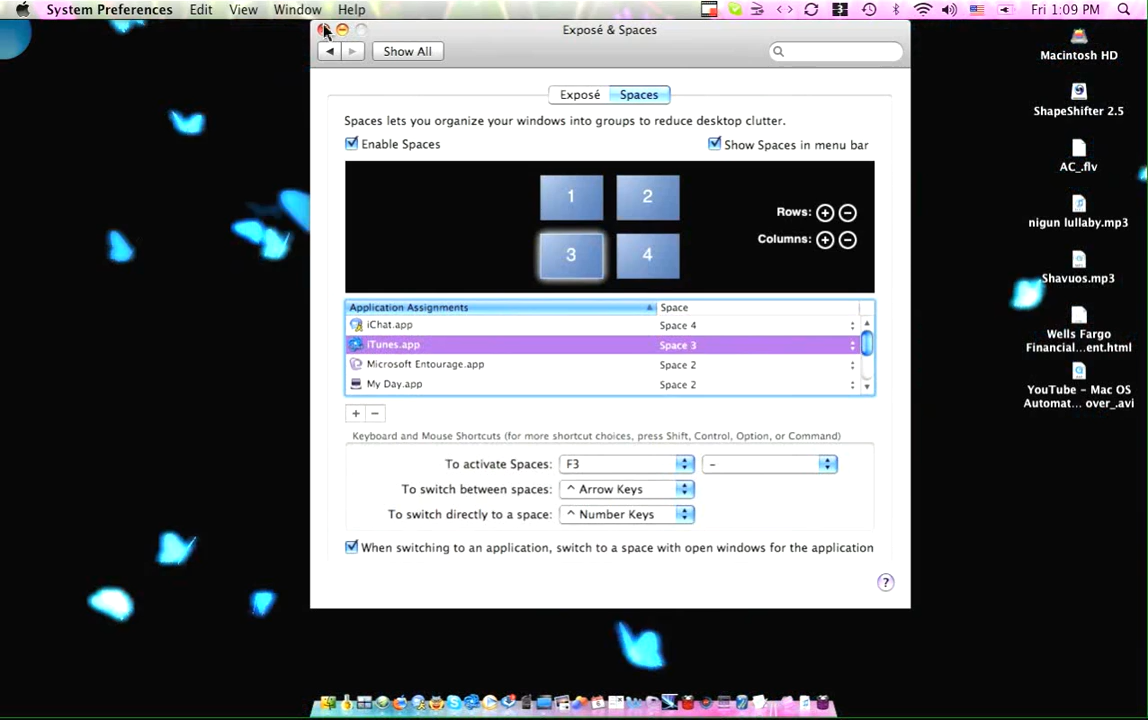 System Preferences Edit View Window Help Fri 1:09 PM
Exposé & Spaces
Show All
Exposé Spaces
Spaces lets you organize your windows into groups to reduce desktop clutter.
Enable Spaces Show Spaces in menu bar
1 2
Rows:
Columns:
3 4
Application Assignments Space
iChat.app Space 4
iTunes.app Space 3
Microsoft Entourage.app Space 2
My Day.app Space 2
Keyboard and Mouse Shortcuts (for more shortcut choices, press Shift, Control, Option, or Command)
To activate Spaces: F3 –
To switch between spaces: ^ Arrow Keys
To switch directly to a space: ^ Number Keys
When switching to an application, switch to a space with open windows for the application
?
Macintosh HD
ShapeShifter 2.5
AC_.flv
nigun lullaby.mp3
Shavuos.mp3
Wells Fargo
Financial...ent.html
YouTube – Mac OS
Automat... over_.avi